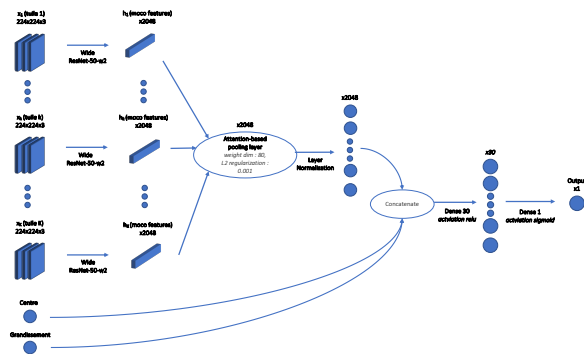 x₁ (tuile 1)
224x224x3
Wide
ResNet-50-w2
h₁ (moco features)
x2048
xₖ (tuile k)
224x224x3
Wide
ResNet-50-w2
hₖ (moco features)
x2048
x2048
Attention-based
pooling layer
weight dim : 80,
L2 regularization :
0.001
Layer
Normalisation
x2048
Concatenate
Dense 30
activation relu
x30
Dense 1
activation sigmoid
Output
x1
(tuile K)
224x224x3
Wide
ResNet-50-w2
(moco features)
x2048
Centre
Grandissement